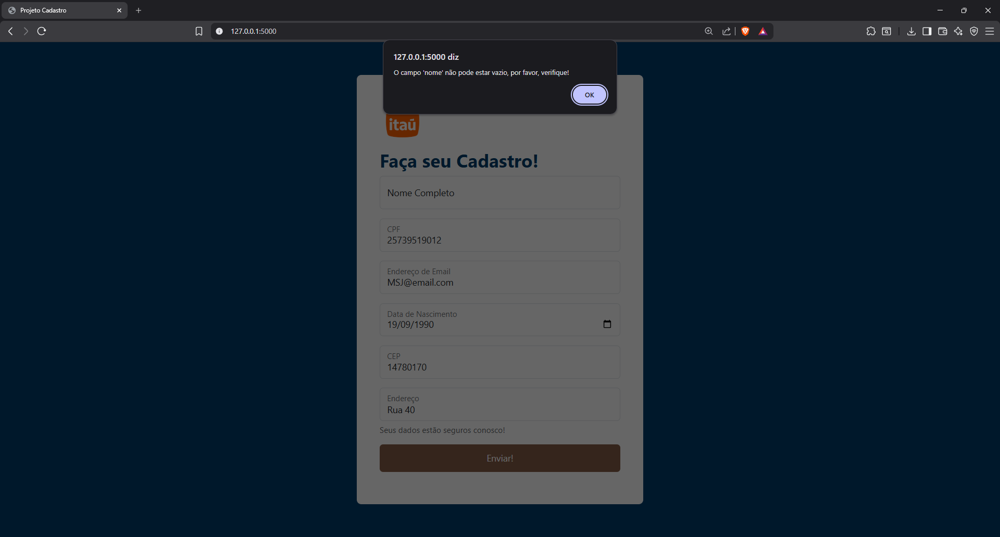 Projeto Cadastro
127.0.0.1:5000
127.0.0.1:5000 diz
O campo 'nome' não pode estar vazio, por favor, verifique!
OK
itaú
Faça seu Cadastro!
Nome Completo
CPF
25739519012
Endereço de Email
MSJ@email.com
Data de Nascimento
19/09/1990
CEP
14780170
Endereço
Rua 40
Seus dados estão seguros conosco!
Enviar!